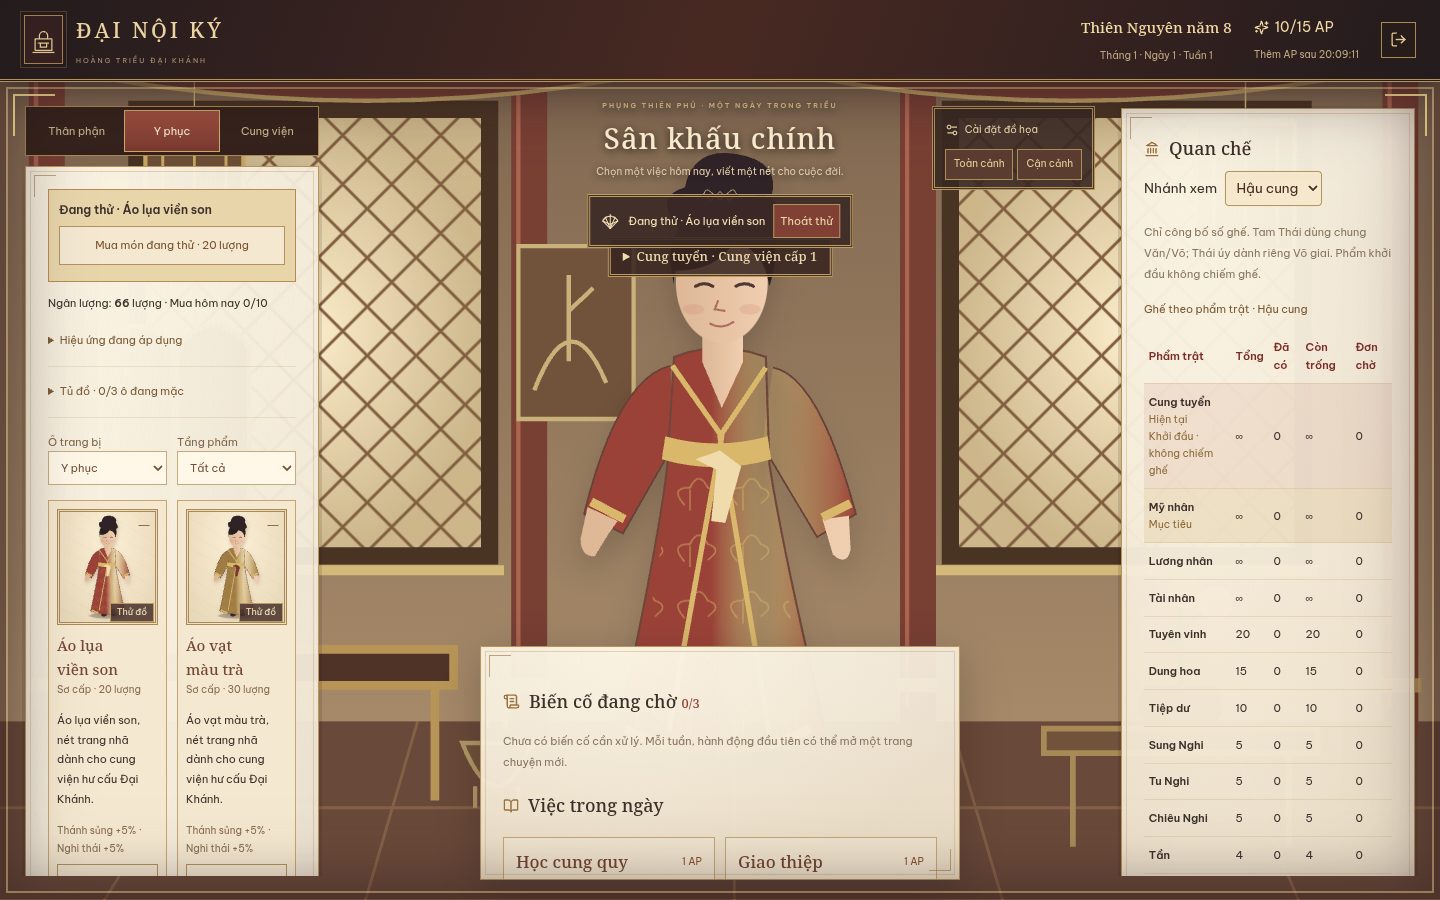 ĐẠI NỘI KÝ
HOÀNG TRIỀU ĐẠI KHÁNH
Thiên Nguyên năm 8
Tháng 1 · Ngày 1 · Tuần 1
10/15 AP
Thêm AP sau 20:09:11
Thân phận
Y phục
Cung viện
Đang thử · Áo lụa viền son
Mua món đang thử · 20 lượng
Ngân lượng: 66 lượng · Mua hôm nay 0/10
Hiệu ứng đang áp dụng
Tủ đồ · 0/3 ô đang mặc
Ô trang bị
Tầng phẩm
Y phục
Tất cả
Thử đồ
Thử đồ
Áo lụa
viền son
Sơ cấp · 20 lượng
Áo lụa viền son,
nét trang nhã
dành cho cung
viện hư cấu Đại
Khánh.
Thánh sủng +5% ·
Nghi thái +5%
Áo vạt
màu trà
Sơ cấp · 30 lượng
Áo vạt màu trà,
nét trang nhã
dành cho cung
viện hư cấu Đại
Khánh.
Thánh sủng +5% ·
Nghi thái +5%
PHỤNG THIÊN PHỦ · MỘT NGÀY TRONG TRIỀU
Sân khấu chính
Chọn một việc hôm nay, viết một nét cho cuộc đời.
Đang thử · Áo lụa viền son
Thoát thử
Cung tuyển · Cung viện cấp 1
Cài đặt đồ họa
Toàn cảnh
Cận cảnh
Biến cố đang chờ 0/3
Chưa có biến cố cần xử lý. Mỗi tuần, hành động đầu tiên có thể mở một trang
chuyện mới.
Việc trong ngày
Học cung quy
1 AP
Giao thiệp
1 AP
Quan chế
Nhánh xem
Hậu cung
Chỉ công bố số ghế. Tam Thái dùng chung
Văn/Võ; Thái úy dành riêng Võ giai. Phẩm khởi
đầu không chiếm ghế.
Ghế theo phẩm trật · Hậu cung
Phẩm trật Tổng Đã có Còn trống Đơn chờ
Cung tuyển
Hiện tại
Khởi đầu ·
không chiếm
ghế
∞ 0 ∞ 0
Mỹ nhân
Mục tiêu
∞ 0 ∞ 0
Lương nhân ∞ 0 ∞ 0
Tài nhân ∞ 0 ∞ 0
Tuyên vinh 20 0 20 0
Dung hoa 15 0 15 0
Tiệp dư 10 0 10 0
Sung Nghi 5 0 5 0
Tu Nghi 5 0 5 0
Chiêu Nghi 5 0 5 0
Tần 4 0 4 0